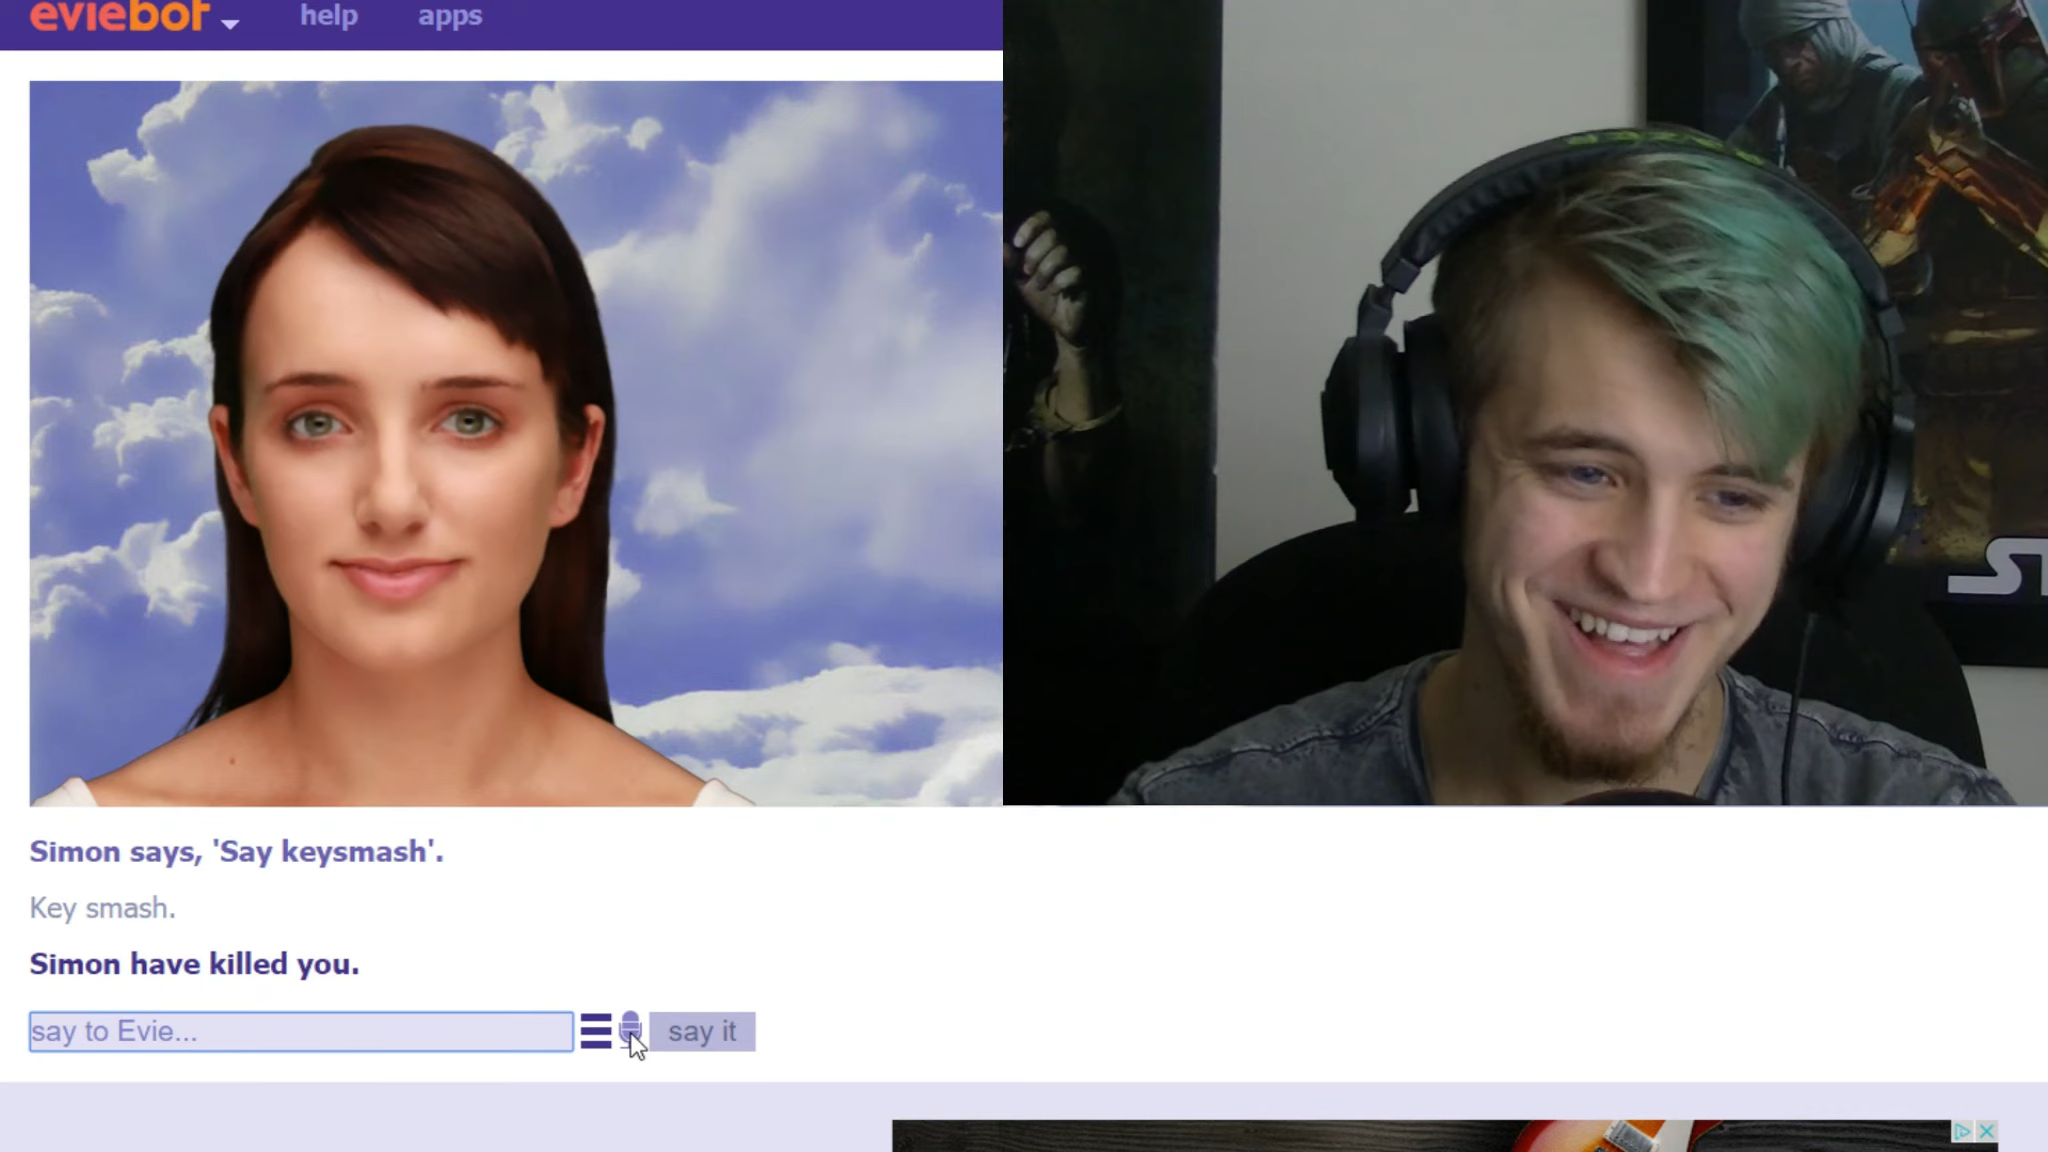 eviebot
help
apps
Simon says, 'Say keysmash'.
Key smash.
Simon have killed you.
say to Evie...
say it